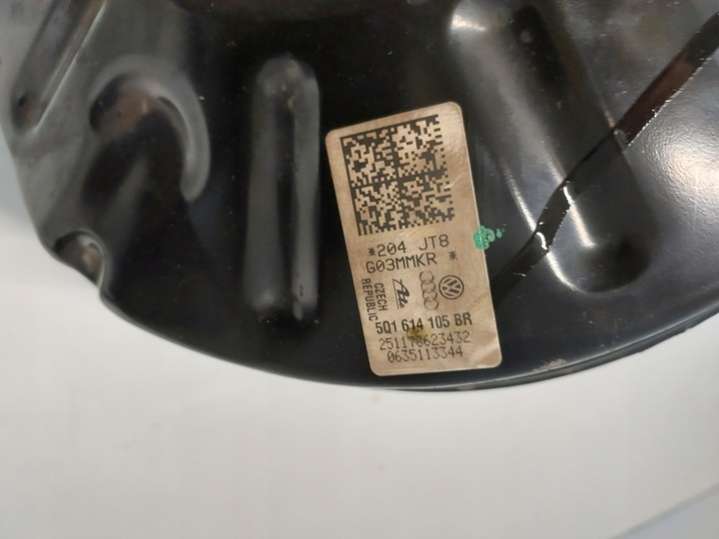 *204 JT8
G03MMKR *
CZECH
REPUBLIC
5Q1 614 105 BR
251178623432
0635113344